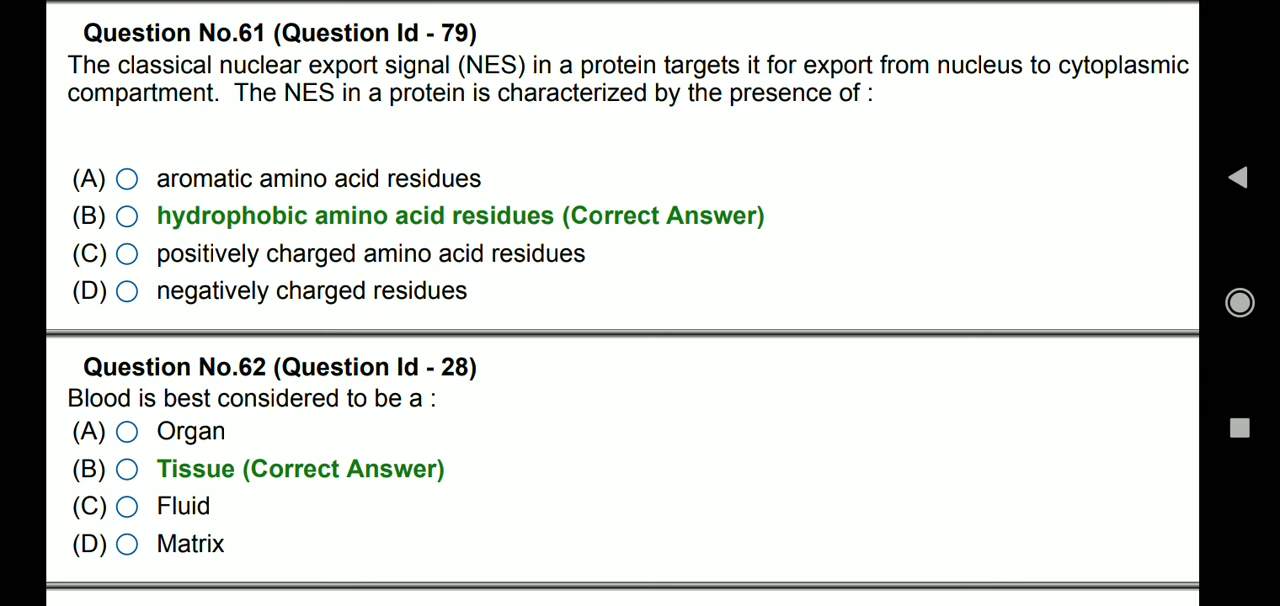 Question No.61 (Question Id - 79)
The classical nuclear export signal (NES) in a protein targets it for export from nucleus to cytoplasmic
compartment. The NES in a protein is characterized by the presence of :
(A) aromatic amino acid residues
(B) hydrophobic amino acid residues (Correct Answer)
(C) positively charged amino acid residues
(D) negatively charged residues
Question No.62 (Question Id - 28)
Blood is best considered to be a :
(A) Organ
(B) Tissue (Correct Answer)
(C) Fluid
(D) Matrix